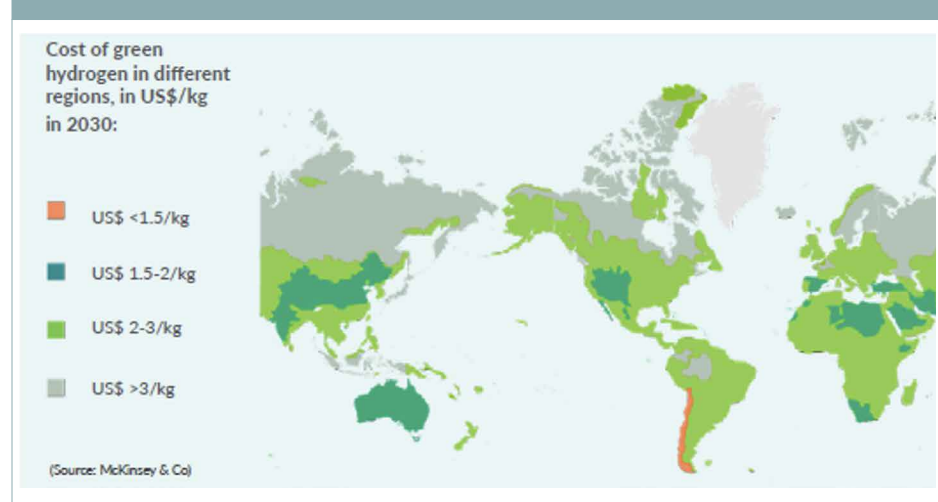 Cost of green
hydrogen in different
regions, in US$/kg
in 2030:
US$ <1.5/kg
US$ 1.5-2/kg
US$ 2-3/kg
US$ >3/kg
(Source: McKinsey & Co)